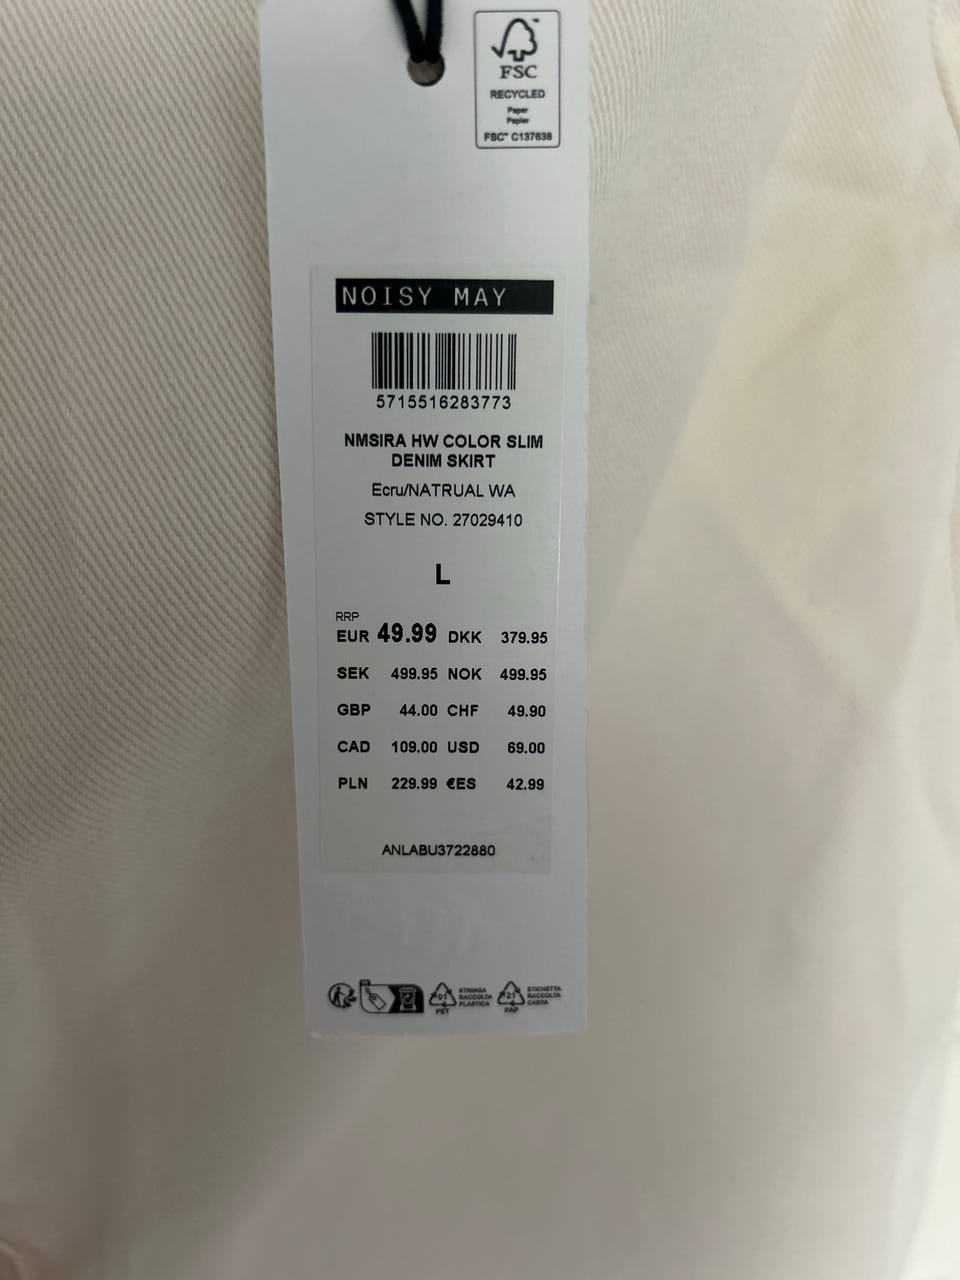 FSC
RECYCLED
Paper
Papier
FSC™ C137638
NOISY MAY
5715516283773
NMSIRA HW COLOR SLIM
DENIM SKIRT
Ecru/NATRUAL WA
STYLE NO. 27029410
L
RRP
EUR 49.99 DKK 379.95
SEK 499.95 NOK 499.95
GBP 44.00 CHF 49.90
CAD 109.00 USD 69.00
PLN 229.99 €ES 42.99
ANLABU3722880
01 PET STRINGA RACCOLTA PLASTICA
21 PAP ETICHETTA RACCOLTA CARTA